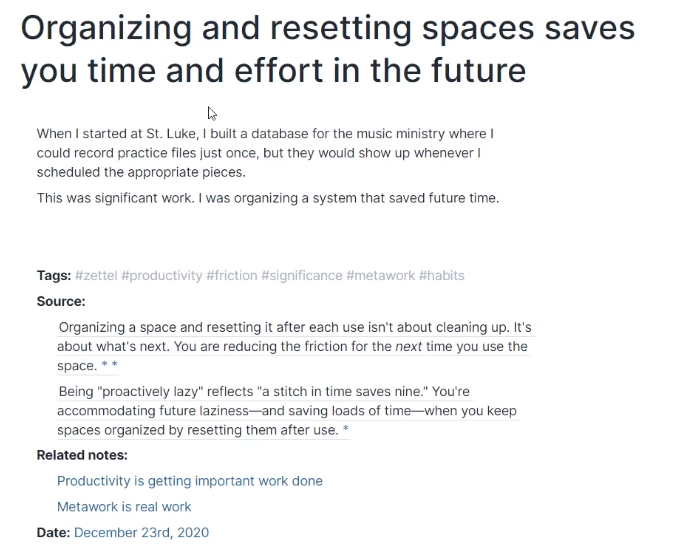 Organizing and resetting spaces saves
you time and effort in the future
When I started at St. Luke, I built a database for the music ministry where I
could record practice files just once, but they would show up whenever I
scheduled the appropriate pieces.
This was significant work. I was organizing a system that saved future time.
Tags: #zettel #productivity #friction #significance #metawork #habits
Source:
Organizing a space and resetting it after each use isn't about cleaning up. It's
about what's next. You are reducing the friction for the next time you use the
space. * *
Being "proactively lazy" reflects "a stitch in time saves nine." You're
accommodating future laziness—and saving loads of time—when you keep
spaces organized by resetting them after use. *
Related notes:
Productivity is getting important work done
Metawork is real work
Date: December 23rd, 2020